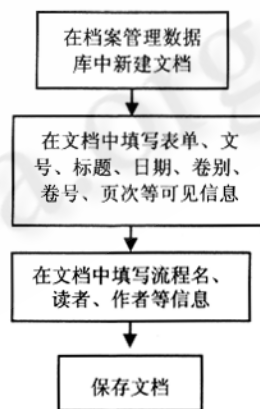 在档案管理数据
库中新建文档
在文档中填写表单、文
号、标题、日期、卷别、
卷号、页次等可见信息
在文档中填写流程名、
读者、作者等信息
保存文档